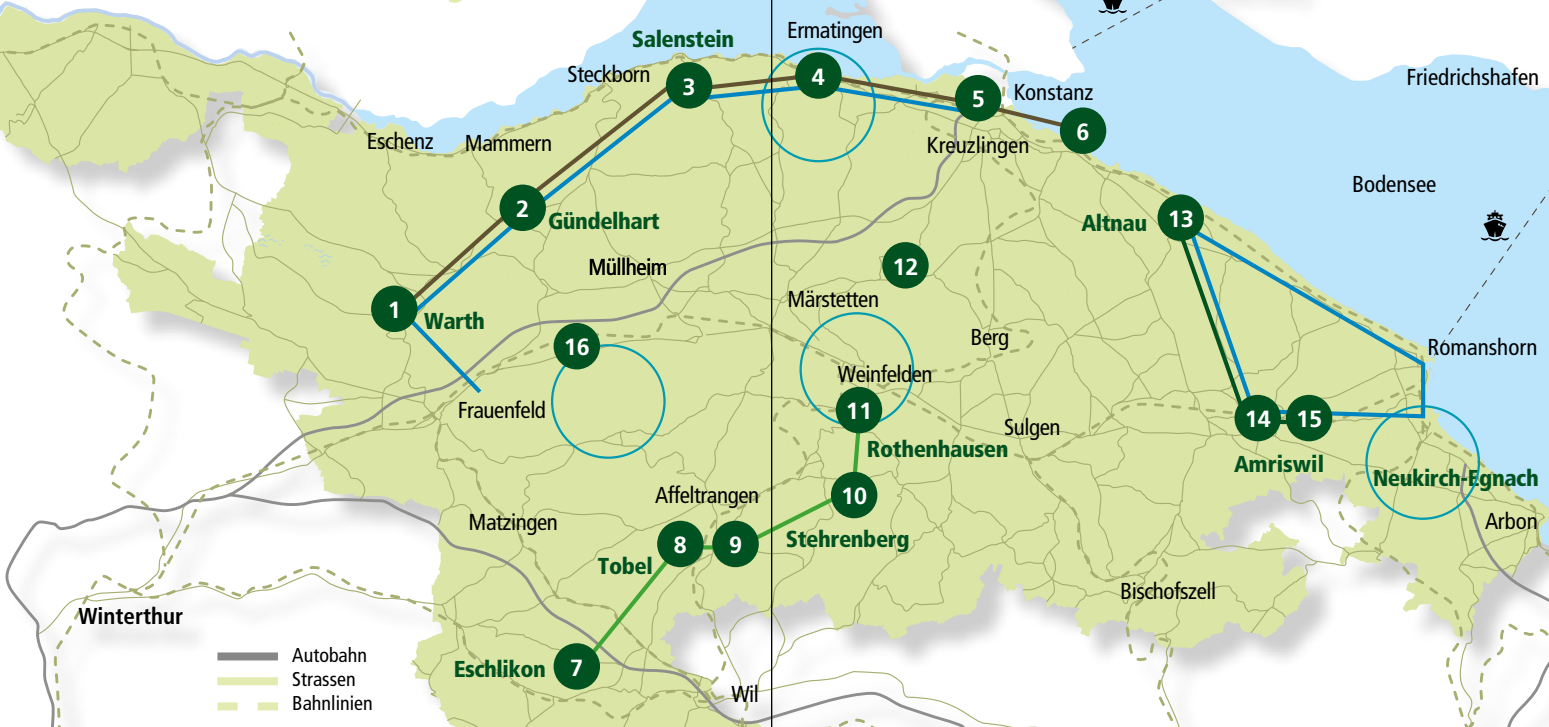 Ermatingen
Salenstein
Steckborn
3
4
5
Konstanz
6
Friedrichshafen
Eschenz
Mammern
Kreuzlingen
Bodensee
2
Gündelhart
Altnau
13
Müllheim
12
1
Warth
Märstetten
16
Berg
Romanshorn
Weinfelden
Frauenfeld
11
14
15
Sulgen
Rothenhausen
Amriswil
Neukirch-Egnach
Affeltrangen
10
Matzingen
Arbon
8
9
Stehrenberg
Tobel
Bischofszell
Winterthur
Autobahn
Eschlikon
7
Strassen
Wil
Bahnlinien